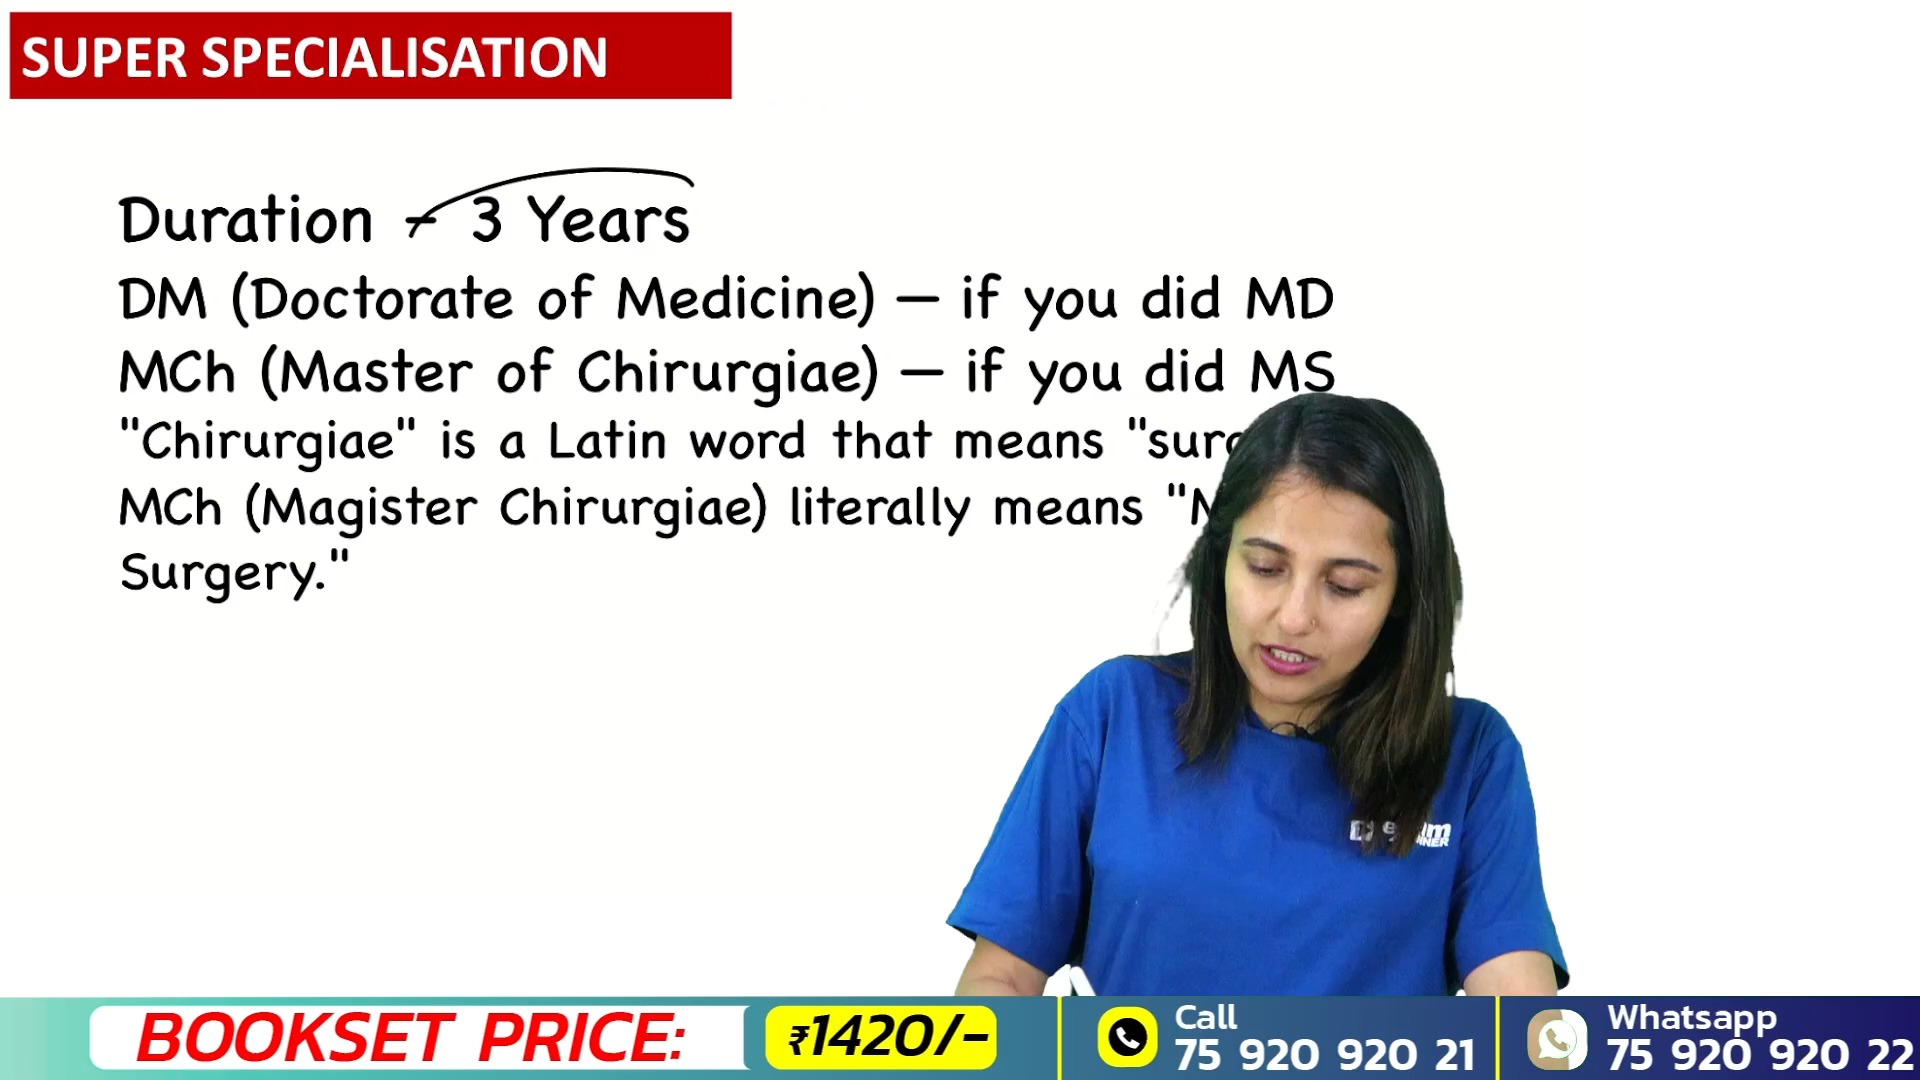 SUPER SPECIALISATION
Duration - 3 Years
DM (Doctorate of Medicine) — if you did MD
MCh (Master of Chirurgiae) — if you did MS
"Chirurgiae" is a Latin word that means
MCh (Magister Chirurgiae) literally means
Surgery."
BOOKSET PRICE: ₹1420/-
Call
75 920 920 21
Whatsapp
75 920 920 22